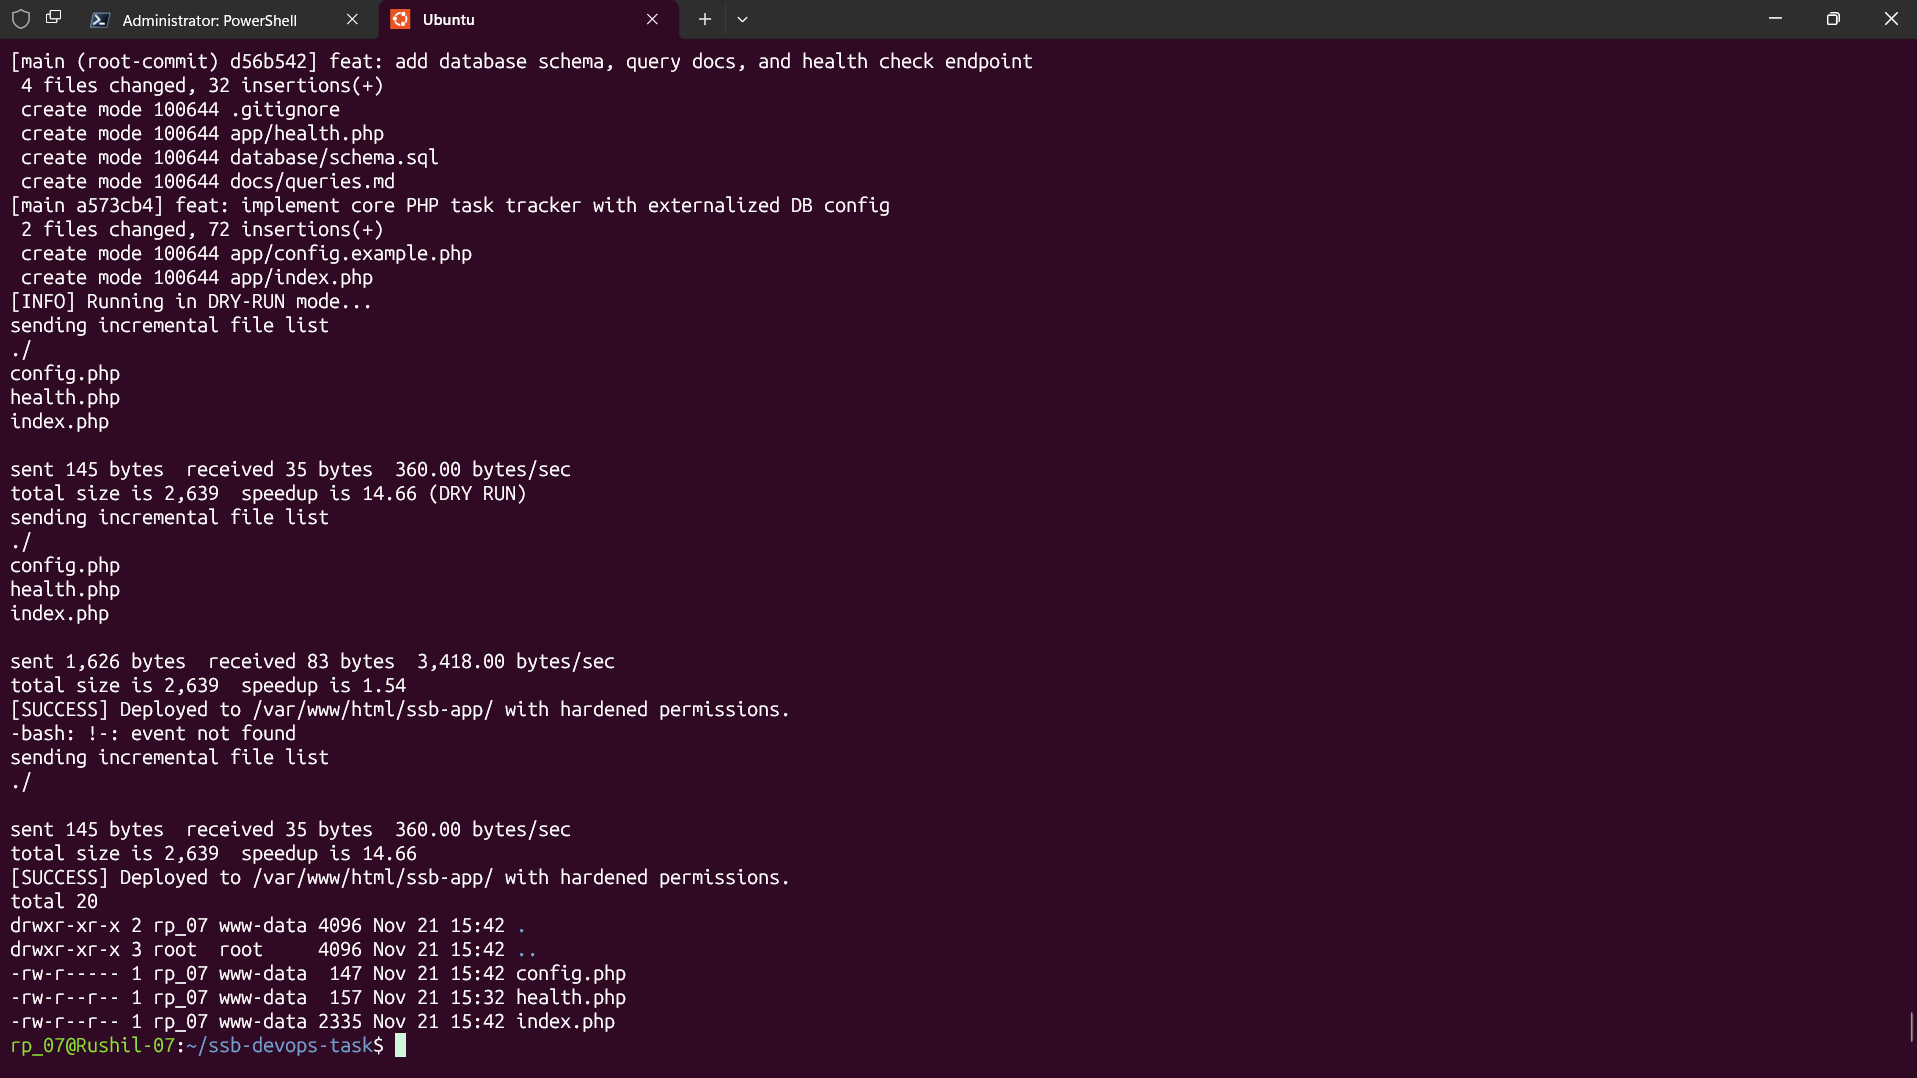 Administrator: PowerShell
Ubuntu
[main (root-commit) d56b542] feat: add database schema, query docs, and health check endpoint
 4 files changed, 32 insertions(+)
 create mode 100644 .gitignore
 create mode 100644 app/health.php
 create mode 100644 database/schema.sql
 create mode 100644 docs/queries.md
[main a573cb4] feat: implement core PHP task tracker with externalized DB config
 2 files changed, 72 insertions(+)
 create mode 100644 app/config.example.php
 create mode 100644 app/index.php
[INFO] Running in DRY-RUN mode...
sending incremental file list
./
config.php
health.php
index.php
sent 145 bytes  received 35 bytes  360.00 bytes/sec
total size is 2,639  speedup is 14.66 (DRY RUN)
sending incremental file list
./
config.php
health.php
index.php
sent 1,626 bytes  received 83 bytes  3,418.00 bytes/sec
total size is 2,639  speedup is 1.54
[SUCCESS] Deployed to /var/www/html/ssb-app/ with hardened permissions.
-bash: !-: event not found
sending incremental file list
./
sent 145 bytes  received 35 bytes  360.00 bytes/sec
total size is 2,639  speedup is 14.66
[SUCCESS] Deployed to /var/www/html/ssb-app/ with hardened permissions.
total 20
drwxr-xr-x 2 rp_07 www-data 4096 Nov 21 15:42 .
drwxr-xr-x 3 root  root     4096 Nov 21 15:42 ..
-rw-r----- 1 rp_07 www-data  147 Nov 21 15:42 config.php
-rw-r--r-- 1 rp_07 www-data  157 Nov 21 15:32 health.php
-rw-r--r-- 1 rp_07 www-data 2335 Nov 21 15:42 index.php
rp_07@Rushil-07:~/ssb-devops-task$